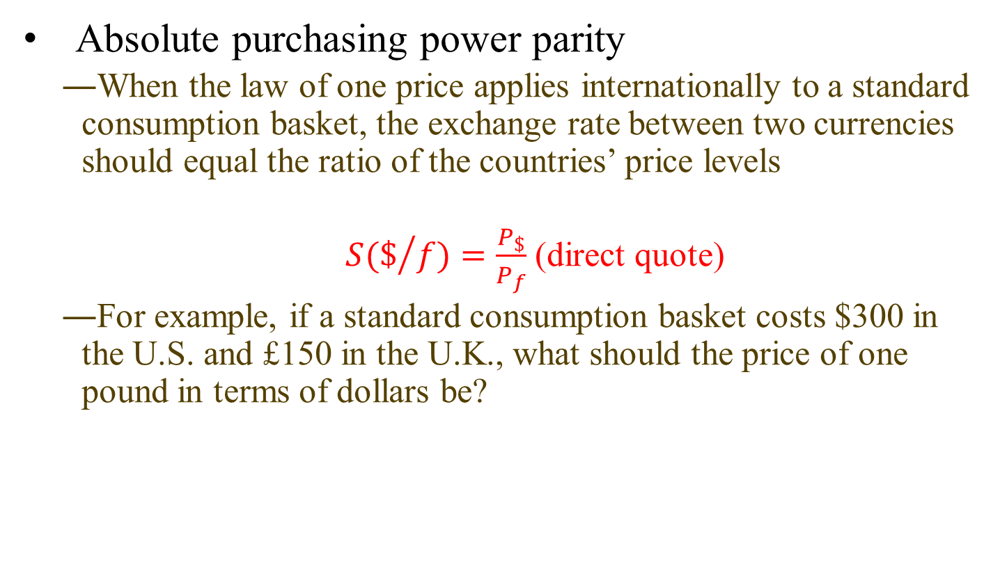 • Absolute purchasing power parity
—When the law of one price applies internationally to a standard
consumption basket, the exchange rate between two currencies
should equal the ratio of the countries’ price levels
S($/f) = P$/Pf (direct quote)
—For example, if a standard consumption basket costs $300 in
the U.S. and £150 in the U.K., what should the price of one
pound in terms of dollars be?